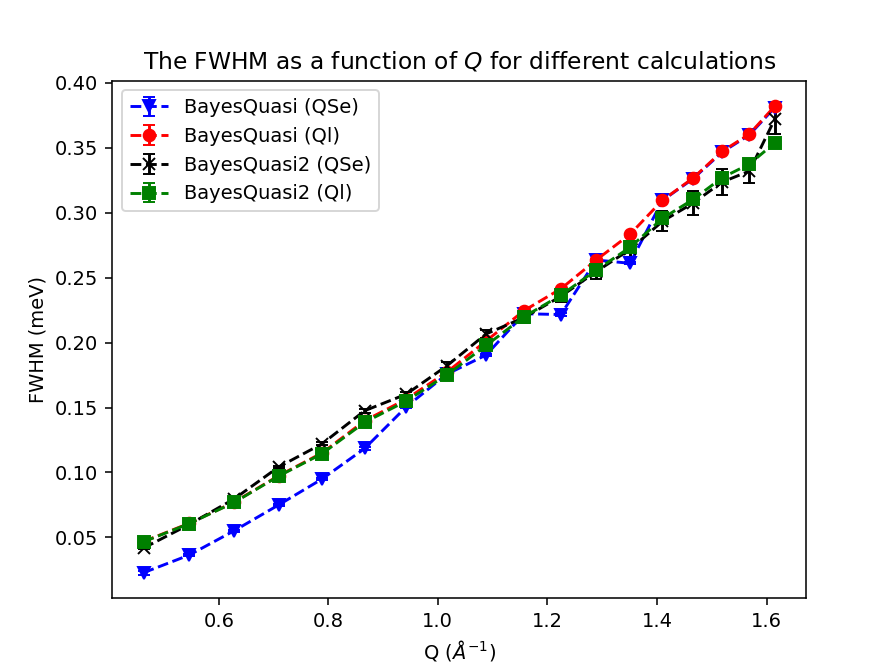 The FWHM as a function of Q for different calculations
BayesQuasi (QSe)
BayesQuasi (Ql)
BayesQuasi2 (QSe)
BayesQuasi2 (Ql)
FWHM (meV)
0.40
0.35
0.30
0.25
0.20
0.15
0.10
0.05
0.6 0.8 1.0 1.2 1.4 1.6
Q (Å⁻¹)